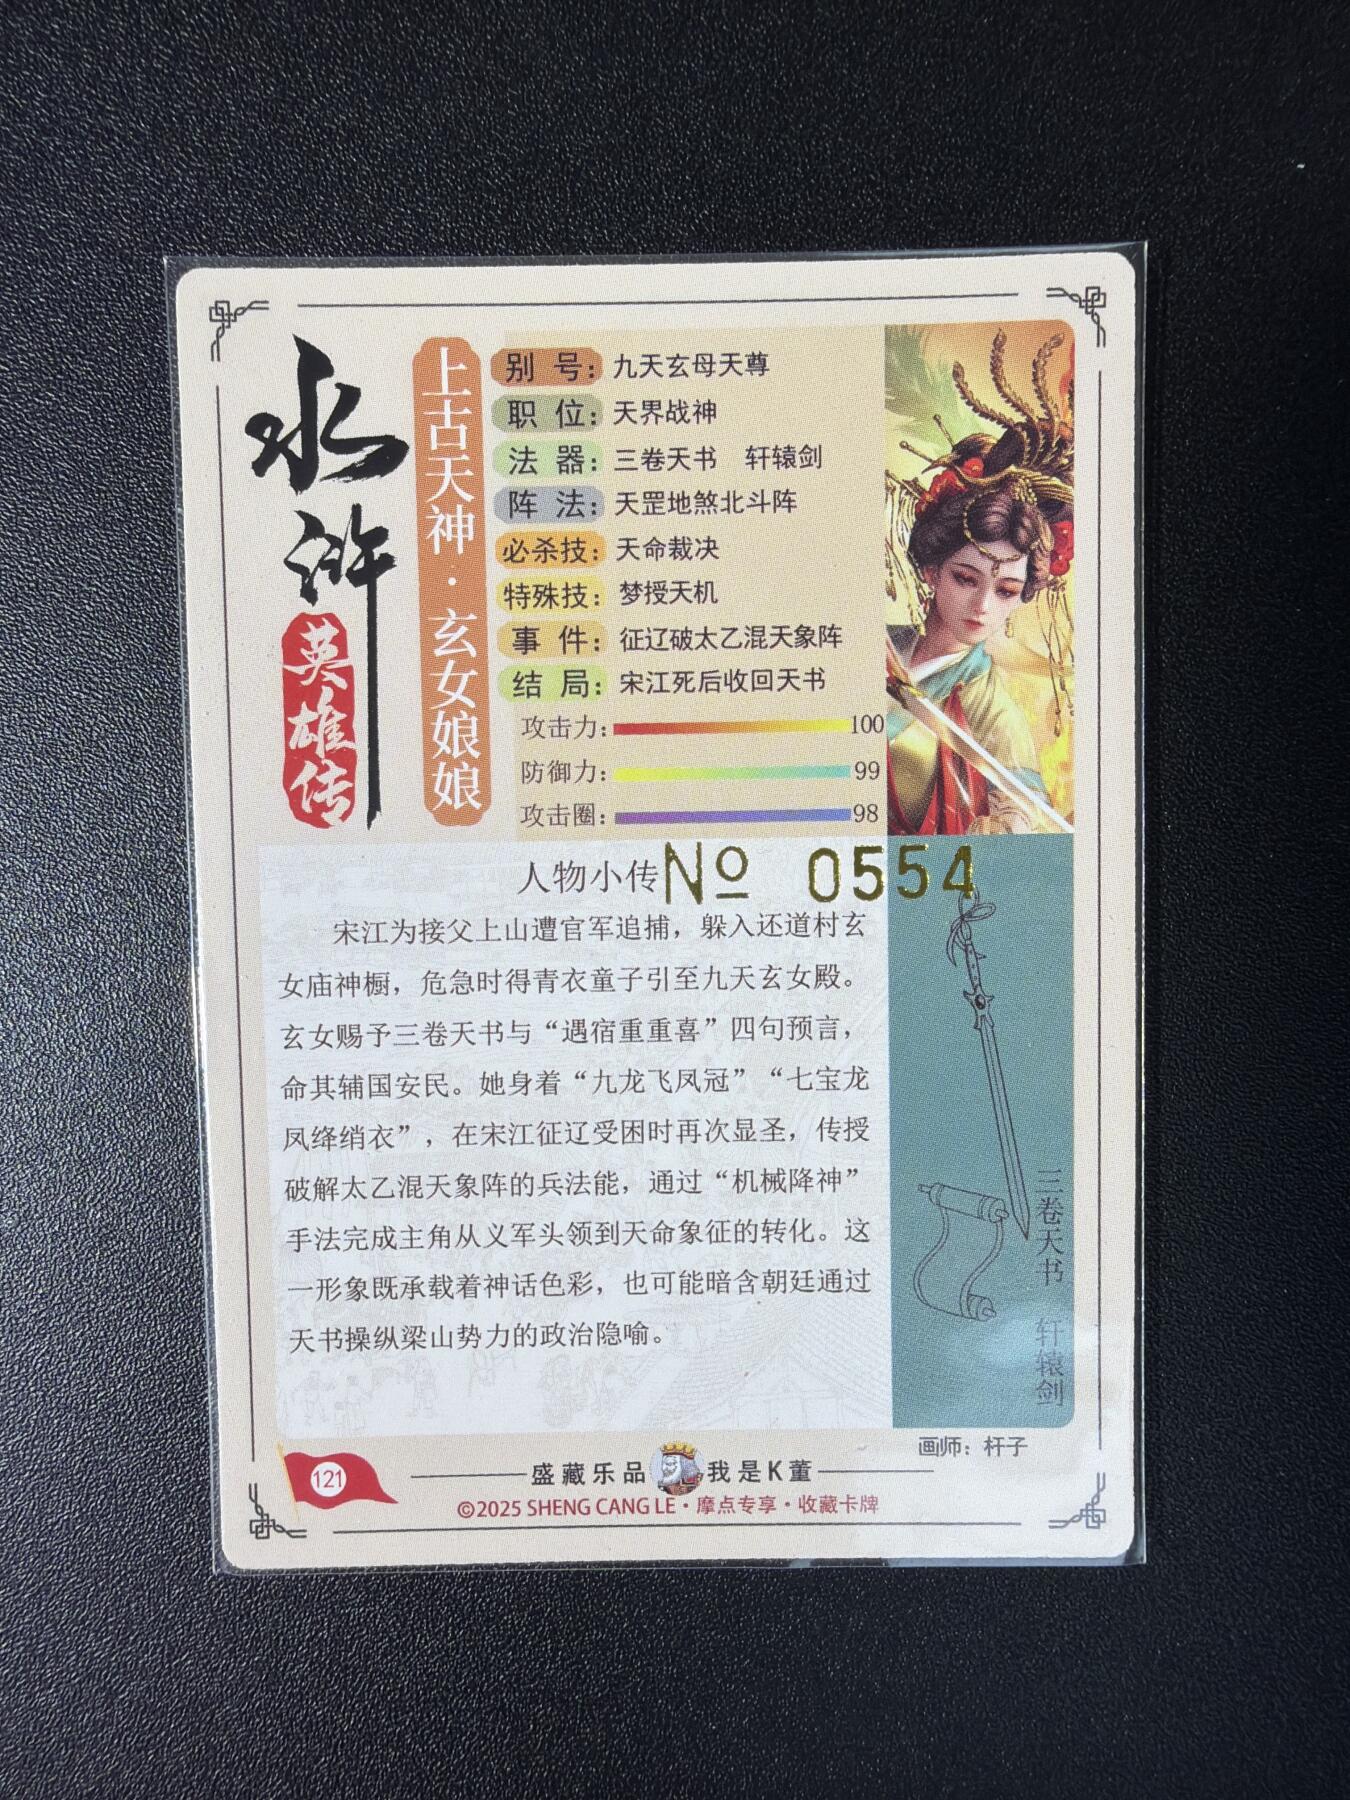 水浒
英雄传
上古天神·玄女娘娘
别号：九天玄母天尊
职位：天界战神
法器：三卷天书 轩辕剑
阵法：天罡地煞北斗阵
必杀技：天命裁决
特殊技：梦授天机
事件：征辽破太乙混天象阵
结局：宋江死后收回天书
攻击力：100
防御力：99
攻击圈：98
人物小传 No 0554
宋江为接父上山遭官军追捕，躲入还道村玄
女庙神橱，危急时得青衣童子引至九天玄女殿。
玄女赐予三卷天书与“遇宿重重喜”四句预言，
命其辅国安民。她身着“九龙飞凤冠”“七宝龙
凤绛绡衣”，在宋江征辽受困时再次显圣，传授
破解太乙混天象阵的兵法能，通过“机械降神”
手法完成主角从义军头领到天命象征的转化。这
一形象既承载着神话色彩，也可能暗含朝廷通过
天书操纵梁山势力的政治隐喻。
三卷天书 轩辕剑
画师：杆子
121
盛藏乐品 我是K董
©2025 SHENG CANG LE·摩点专享·收藏卡牌